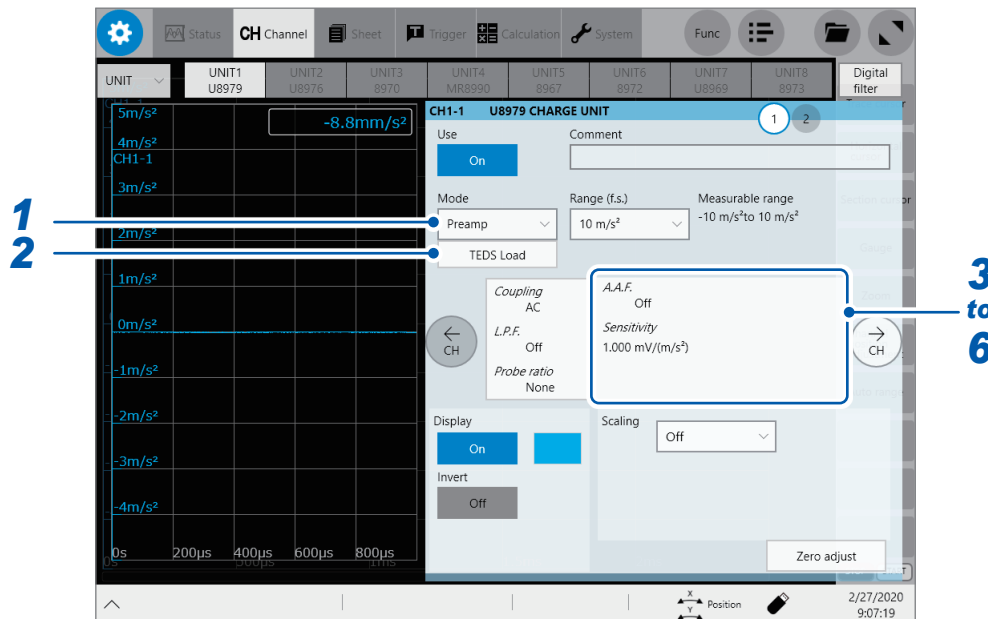 Status CH Channel Sheet Trigger Calculation System Func
UNIT
UNIT1 U8979
UNIT2 U8976
UNIT3 8970
UNIT4 MR8990
UNIT5 8967
UNIT6 8972
UNIT7 U8969
UNIT8 8973
Digital filter
5m/s²
-8.8mm/s²
4m/s²
CH1-1
3m/s²
2m/s²
1m/s²
0m/s²
-1m/s²
-2m/s²
-3m/s²
-4m/s²
0s 200μs 400μs 600μs 800μs
CH1-1 U8979 CHARGE UNIT
1 2
Use
On
Comment
Mode
Preamp
Range (f.s.)
10 m/s²
Measurable range
-10 m/s²to 10 m/s²
TEDS Load
1
2
Coupling
AC
L.P.F.
Off
Probe ratio
None
A.A.F.
Off
Sensitivity
1.000 mV/(m/s²)
3
to
6
← CH
→ CH
Display
On
Invert
Off
Scaling
Off
Zero adjust
X
Y
Position
2/27/2020
9:07:19